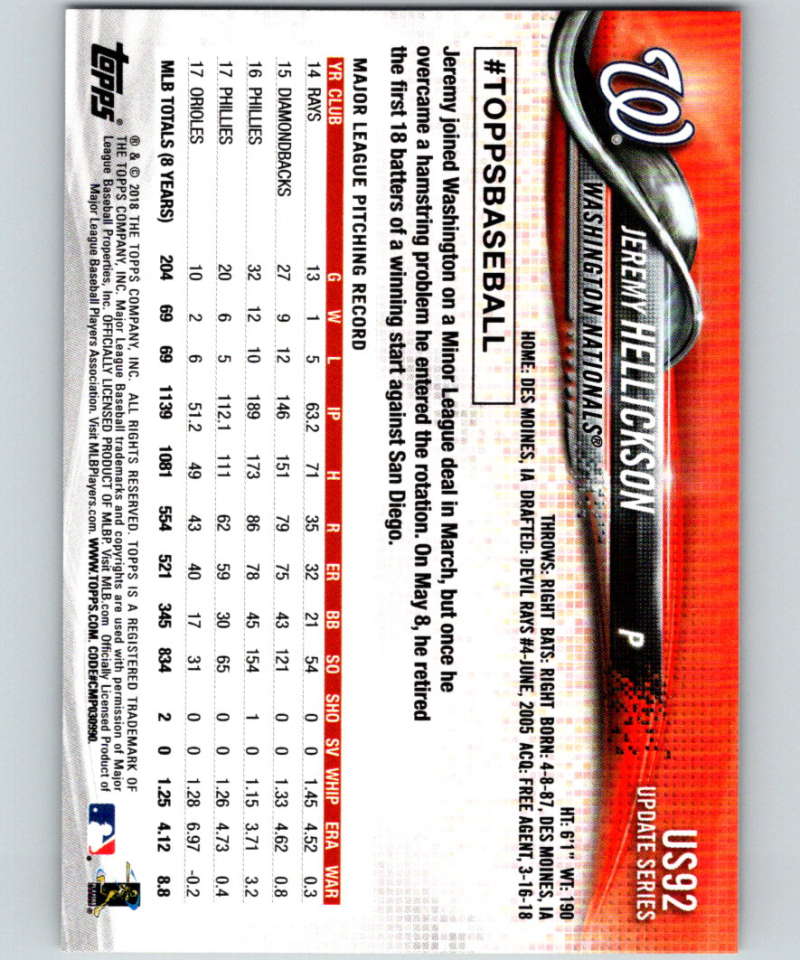 US92
UPDATE SERIES
W®
JEREMY HELLICKSON P
WASHINGTON NATIONALS®
HT: 6'1" WT: 190
THROWS: RIGHT BATS: RIGHT BORN: 4-8-87, DES MOINES, IA
HOME: DES MOINES, IA DRAFTED: DEVIL RAYS #4-JUNE, 2005 ACQ: FREE AGENT, 3-16-18
#TOPPSBASEBALL
Jeremy joined Washington on a Minor League deal in March, but once he
overcame a hamstring problem he entered the rotation. On May 8, he retired
the first 18 batters of a winning start against San Diego.
MAJOR LEAGUE PITCHING RECORD
YR CLUB G W L IP H R ER BB SO SHO SV WHIP ERA WAR
14 RAYS 13 1 5 63.2 71 35 32 21 54 0 0 1.45 4.52 0.3
15 DIAMONDBACKS 27 9 12 146 151 79 75 43 121 0 0 1.33 4.62 0.8
16 PHILLIES 32 12 10 189 173 86 78 45 154 1 0 1.15 3.71 3.2
17 PHILLIES 20 6 5 112.1 111 62 59 30 65 0 0 1.26 4.73 0.4
17 ORIOLES 10 2 6 51.2 49 43 40 17 31 0 0 1.28 6.97 -0.2
MLB TOTALS (8 YEARS) 204 69 69 1139 1081 554 521 345 834 2 0 1.25 4.12 8.8
topps®
® & © 2018 THE TOPPS COMPANY, INC. ALL RIGHTS RESERVED. TOPPS IS A REGISTERED TRADEMARK OF
THE TOPPS COMPANY, INC. Major League Baseball trademarks and copyrights are used with permission of Major
League Baseball Properties, Inc. OFFICIALLY LICENSED PRODUCT OF MLBP. Visit MLB.com Officially Licensed Product of
Major League Baseball Players Association. Visit MLBPlayers.com. WWW.TOPPS.COM. CODE#CMP030990.